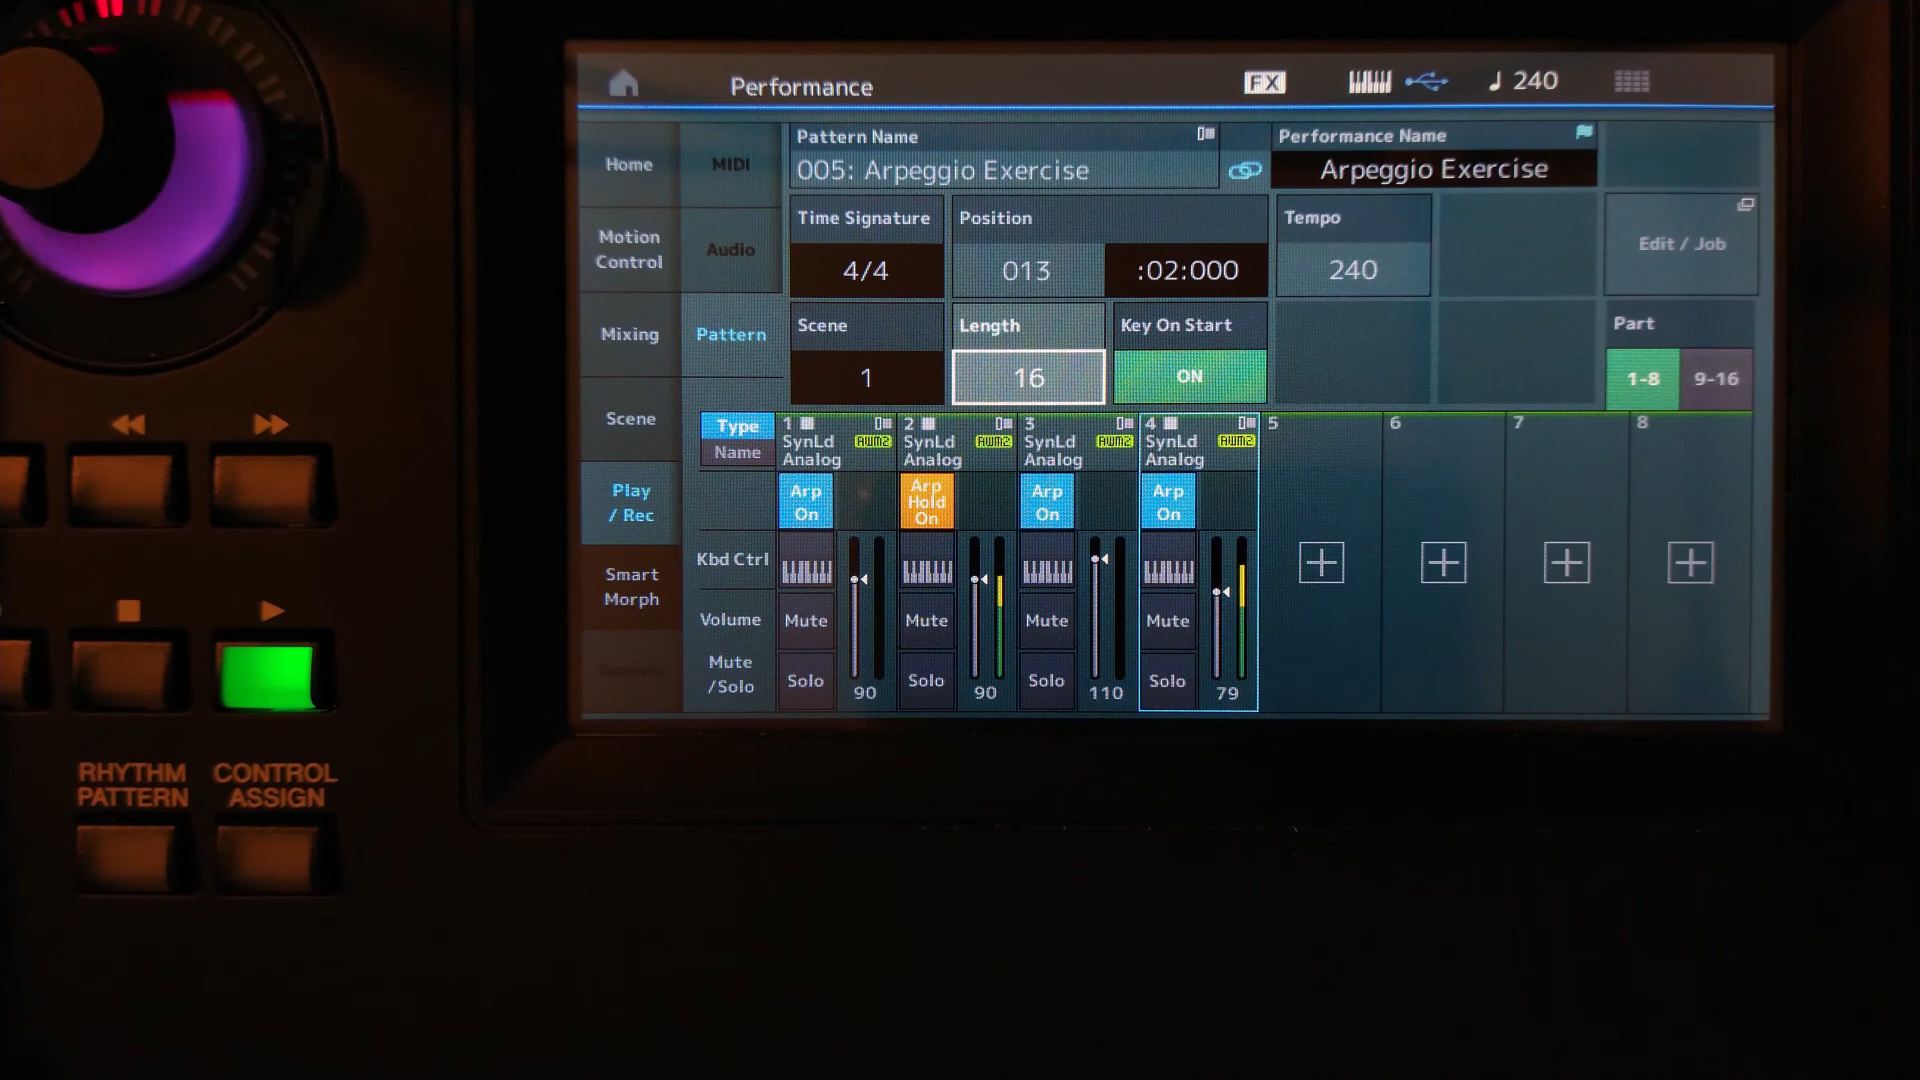 Performance
FX
♩ 240
Home
MIDI
Pattern Name
005: Arpeggio Exercise
Performance Name
Arpeggio Exercise
Motion
Control
Audio
Time Signature
4/4
Position
013
:02:000
Tempo
240
Edit / Job
Mixing
Pattern
Scene
1
Length
16
Key On Start
ON
Part
1-8
9-16
Scene
Type
Name
1
SynLd
Analog
AWM2
2
SynLd
Analog
AWM2
3
SynLd
Analog
AWM2
4
SynLd
Analog
AWM2
5
6
7
8
Play
/ Rec
Arp
On
Arp
Hold
On
Arp
On
Arp
On
Smart
Morph
Kbd Ctrl
Volume
Mute
Mute
Mute
Mute
Remote
Mute
/Solo
Solo
90
Solo
90
Solo
110
Solo
79
RHYTHM
PATTERN
CONTROL
ASSIGN